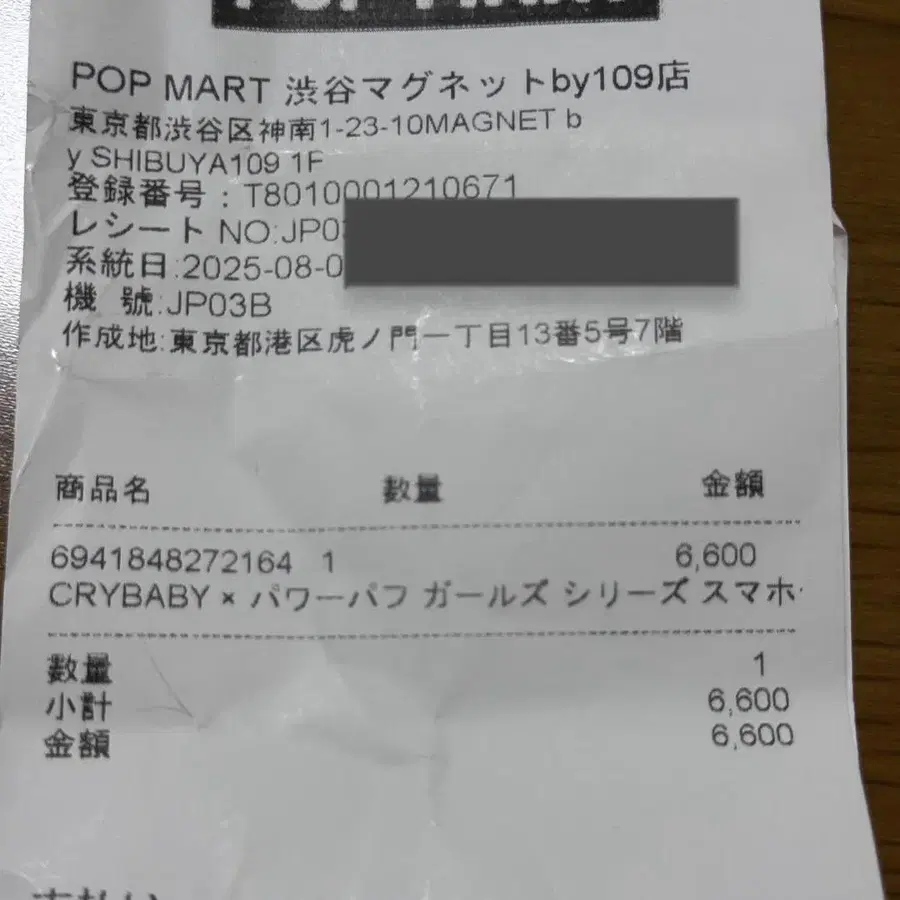 POP MART 渋谷マグネットby109店
東京都渋谷区神南1-23-10MAGNET b
y SHIBUYA109 1F
登録番号：T8010001210671
レシート NO:JP03
系統日:2025-08-0
機 號:JP03B
作成地:東京都港区虎ノ門一丁目13番5号7階
商品名 数量 金額
6941848272164 1 6,600
CRYBABY × パワーパフ ガールズ シリーズ スマホ
數量 1
小計 6,600
金額 6,600